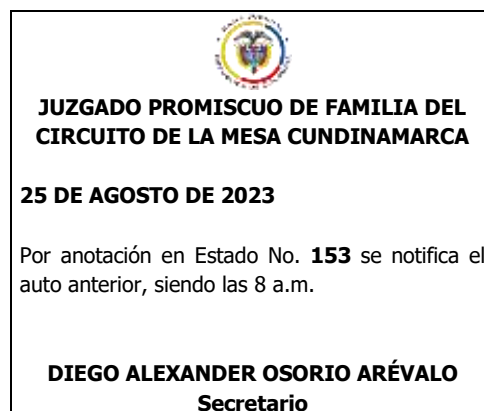 JUZGADO PROMISCUO DE FAMILIA DEL
CIRCUITO DE LA MESA CUNDINAMARCA
25 DE AGOSTO DE 2023
Por anotación en Estado No. 153 se notifica el
auto anterior, siendo las 8 a.m.
DIEGO ALEXANDER OSORIO ARÉVALO
Secretario